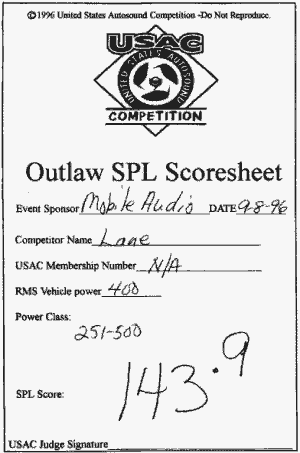 ©1996 United States Autosound Competition -Do Not Reproduce.
USAC
UNITED STATES AUTOSOUND
COMPETITION
Outlaw SPL Scoresheet
Event Sponsor Mobile Audio DATE 9-8-96
Competitor Name Lane
USAC Membership Number N/A
RMS Vehicle power 400
Power Class:
251-500
SPL Score: 143.9
USAC Judge Signature